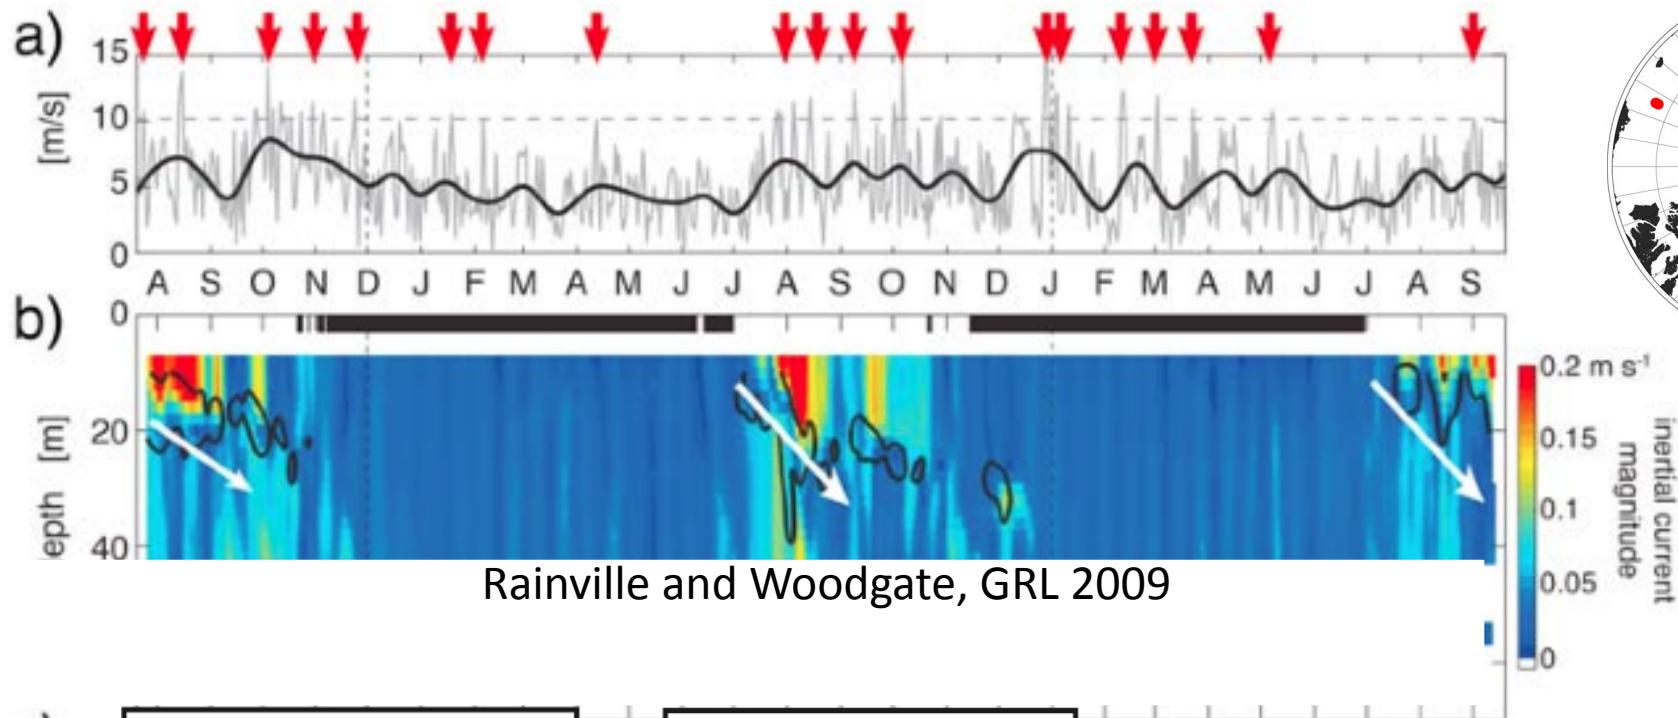 a)
15
10
5
0
[m/s]
A S O N D J F M A M J J A S O N D J F M A M J J A S
b)
0
20
40
epth [m]
0.2 m s-1
0.15
0.1
0.05
0
inertial current
magnitude
Rainville and Woodgate, GRL 2009